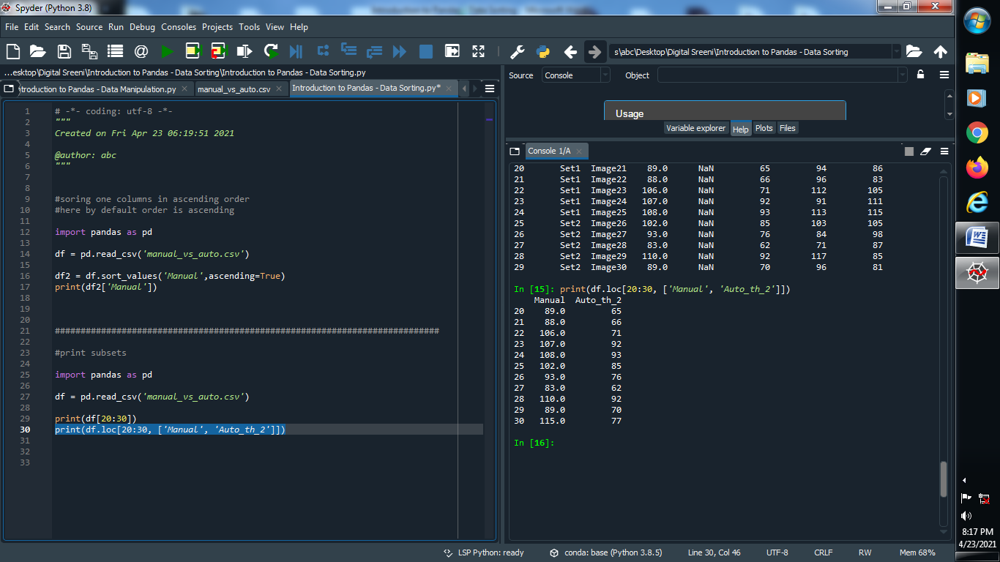 Spyder (Python 3.8)
File Edit Search Source Run Debug Consoles Projects Tools View Help
s\abc\Desktop\Digital Sreeni\Introduction to Pandas - Data Sorting
...esktop\Digital Sreeni\Introduction to Pandas - Data Sorting\Introduction to Pandas - Data Sorting.py
troduction to Pandas - Data Manipulation.py
manual_vs_auto.csv
Introduction to Pandas - Data Sorting.py*
1 # -*- coding: utf-8 -*-
2 """
3 Created on Fri Apr 23 06:19:51 2021
4
5 @author: abc
6 """
7
8
9 #soring one columns in ascending order
10 #here by default order is ascending
11
12 import pandas as pd
13
14 df = pd.read_csv('manual_vs_auto.csv')
15
16 df2 = df.sort_values('Manual',ascending=True)
17 print(df2['Manual'])
18
19
20
21 ###########################################################################
22
23 #print subsets
24
25 import pandas as pd
26
27 df = pd.read_csv('manual_vs_auto.csv')
28
29 print(df[20:30])
30 print(df.loc[20:30, ['Manual', 'Auto_th_2']])
31
32
33
Source Console Object
Usage
Variable explorer Help Plots Files
Console 1/A
20 Set1 Image21 89.0 NaN 65 94 86
21 Set1 Image22 88.0 NaN 66 96 83
22 Set1 Image23 106.0 NaN 71 112 105
23 Set1 Image24 107.0 NaN 92 91 111
24 Set1 Image25 108.0 NaN 93 113 115
25 Set2 Image26 102.0 NaN 85 103 105
26 Set2 Image27 93.0 NaN 76 84 98
27 Set2 Image28 83.0 NaN 62 71 87
28 Set2 Image29 110.0 NaN 92 117 85
29 Set2 Image30 89.0 NaN 70 96 81
In [15]: print(df.loc[20:30, ['Manual', 'Auto_th_2']])
Manual Auto_th_2
20 89.0 65
21 88.0 66
22 106.0 71
23 107.0 92
24 108.0 93
25 102.0 85
26 93.0 76
27 83.0 62
28 110.0 92
29 89.0 70
30 115.0 77
In [16]:
LSP Python: ready conda: base (Python 3.8.5) Line 30, Col 46 UTF-8 CRLF RW Mem 68%
8:17 PM
4/23/2021